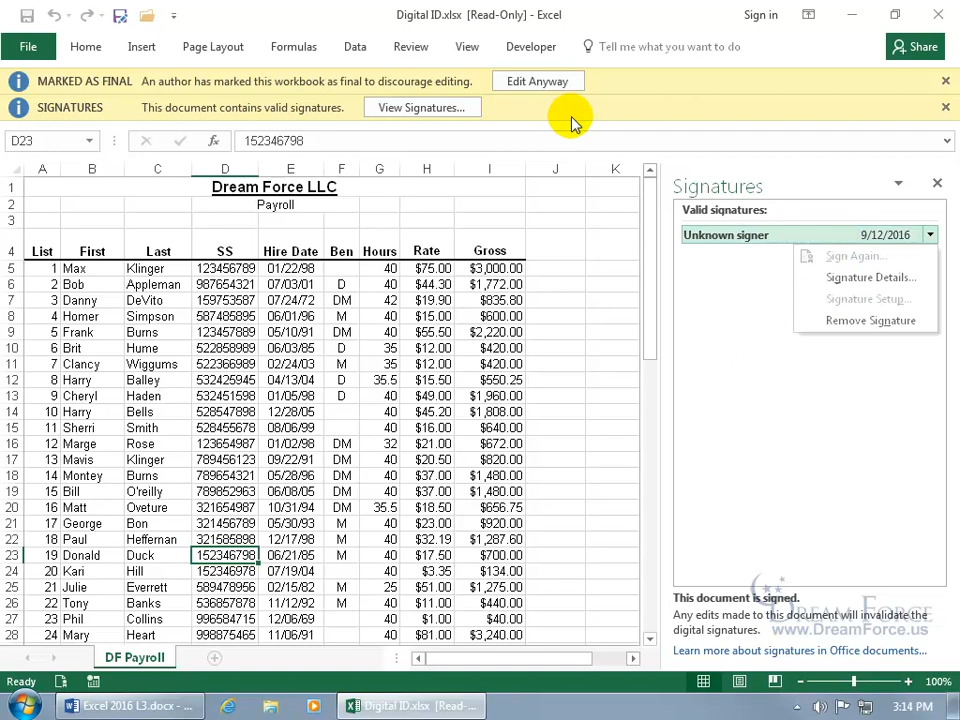 Digital ID.xlsx [Read-Only] - Excel
Sign in
File Home Insert Page Layout Formulas Data Review View Developer Tell me what you want to do Share
MARKED AS FINAL An author has marked this workbook as final to discourage editing. Edit Anyway
SIGNATURES This document contains valid signatures. View Signatures...
D23 fx 152346798
A B C D E F G H I J K
1 Dream Force LLC
2 Payroll
3
4 List First Last SS Hire Date Ben Hours Rate Gross
5 1 Max Klinger 123456789 01/22/98 40 $75.00 $3,000.00
6 2 Bob Appleman 987654321 07/03/01 D 40 $44.30 $1,772.00
7 3 Danny DeVito 159753587 07/24/72 DM 42 $19.90 $835.80
8 4 Homer Simpson 587485895 06/01/96 M 40 $15.00 $600.00
9 5 Frank Burns 123457889 05/10/91 DM 40 $55.50 $2,220.00
10 6 Brit Hume 522858989 06/03/85 D 35 $12.00 $420.00
11 7 Clancy Wiggums 522366989 02/24/03 M 35 $12.00 $420.00
12 8 Harry Balley 532425945 04/13/04 D 35.5 $15.50 $550.25
13 9 Cheryl Haden 532451598 01/05/98 D 40 $49.00 $1,960.00
14 10 Harry Bells 528547898 12/28/05 40 $45.20 $1,808.00
15 11 Sherri Smith 528455678 08/06/99 40 $16.00 $640.00
16 12 Marge Rose 123654987 01/02/98 DM 32 $21.00 $672.00
17 13 Mavis Klinger 789456123 09/22/91 DM 40 $20.50 $820.00
18 14 Montey Burns 789654321 05/28/96 DM 40 $37.00 $1,480.00
19 15 Bill O'reilly 789852963 06/08/05 DM 40 $37.00 $1,480.00
20 16 Matt Oveture 321654987 10/31/94 DM 35.5 $18.50 $656.75
21 17 George Bon 321456789 05/30/93 M 40 $23.00 $920.00
22 18 Paul Heffernan 321585898 12/17/98 M 40 $32.19 $1,287.60
23 19 Donald Duck 152346798 06/21/85 M 40 $17.50 $700.00
24 20 Kari Hill 152346978 07/19/04 40 $3.35 $134.00
25 21 Julie Everrett 589478956 02/15/82 M 25 $51.00 $1,275.00
26 22 Tony Banks 536857878 11/12/92 M 40 $11.00 $440.00
27 23 Phil Collins 996584715 12/06/69 40 $1.00 $40.00
28 24 Mary Heart 998875465 11/06/91 40 $81.00 $3,240.00
Signatures
Valid signatures:
Unknown signer 9/12/2016
Sign Again...
Signature Details...
Signature Setup...
Remove Signature
This document is signed.
Any edits made to this document will invalidate the
digital signatures.
DREAM FORCE
www.DreamForce.us
Learn more about signatures in Office documents...
DF Payroll
Ready 100%
Excel 2016 L3.docx - ... Digital ID.xlsx [Read-... 3:14 PM